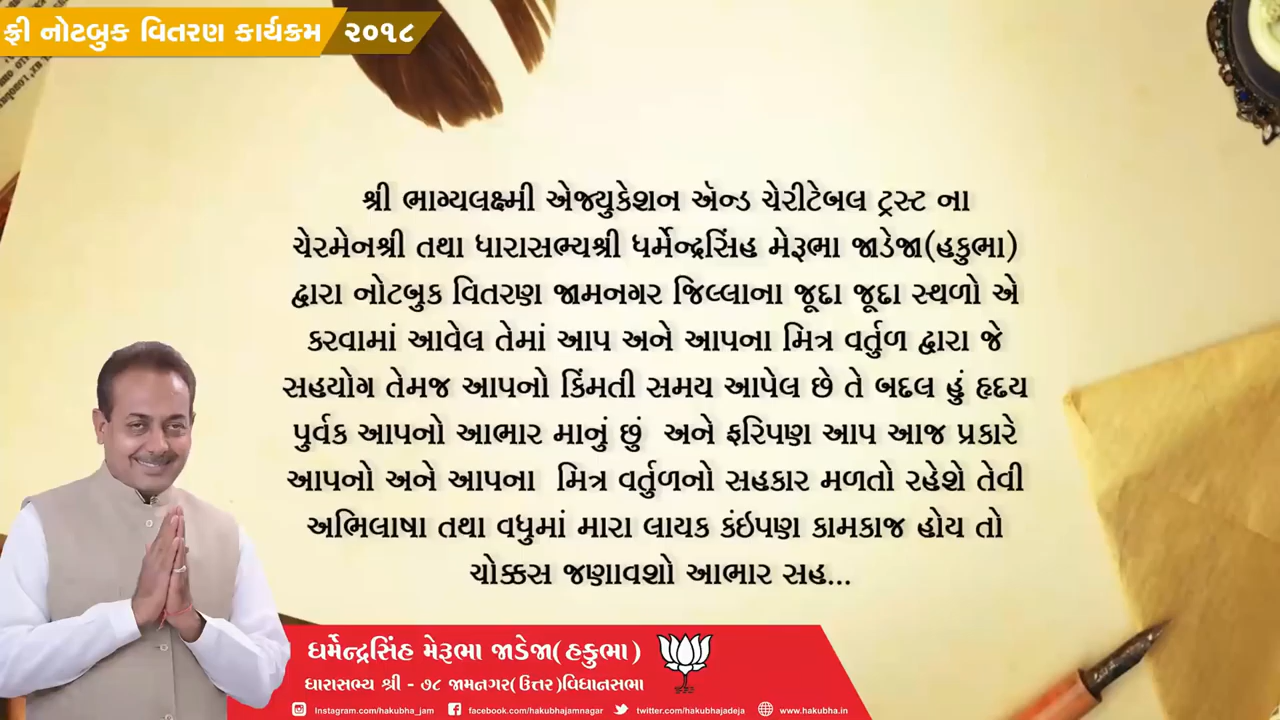 ફ્રી નોટબુક વિતરણ કાર્યક્રમ ૨૦૧૮
શ્રી ભાગ્યલક્ષ્મી એજ્યુકેશન ઍન્ડ ચેરીટેબલ ટ્રસ્ટ ના
ચેરમેનશ્રી તથા ધારાસભ્યશ્રી ધર્મેન્દ્રસિંહ મેરૂભા જાડેજા(હકુભા)
દ્વારા નોટબુક વિતરણ જામનગર જિલ્લાના જૂદા જૂદા સ્થળો એ
કરવામાં આવેલ તેમાં આપ અને આપના મિત્ર વર્તુળ દ્વારા જે
સહયોગ તેમજ આપનો કિંમતી સમય આપેલ છે તે બદલ હું હૃદય
પુર્વક આપનો આભાર માનું છું અને ફરિપણ આપ આજ પ્રકારે
આપનો અને આપના મિત્ર વર્તુળનો સહકાર મળતો રહેશે તેવી
અભિલાષા તથા વધુમાં મારા લાયક કંઇપણ કામકાજ હોય તો
ચોક્કસ જણાવશો આભાર સહ...
ધર્મેન્દ્રસિંહ મેરૂભા જાડેજા(હકુભા)
ધારાસભ્ય શ્રી - ૭૮ જામનગર(ઉત્તર)વિધાનસભા
Instagram.com/hakubha_jam facebook.com/hakubhajamnagar twitter.com/hakubhajadeja www.hakubha.in